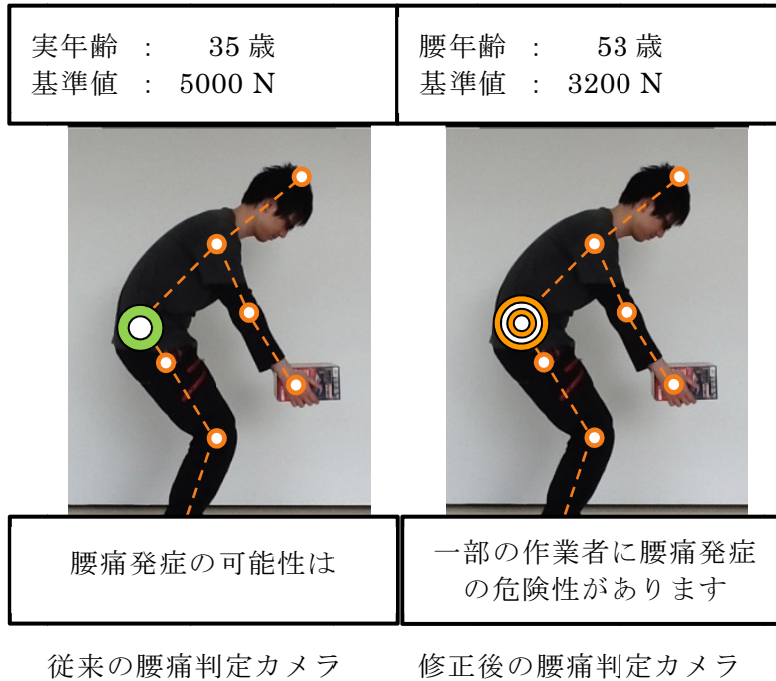 実年齢 : 35 歳
基準値 : 5000 N
腰年齢 : 53 歳
基準値 : 3200 N
腰痛発症の可能性は
一部の作業者に腰痛発症
の危険性があります
従来の腰痛判定カメラ
修正後の腰痛判定カメラ